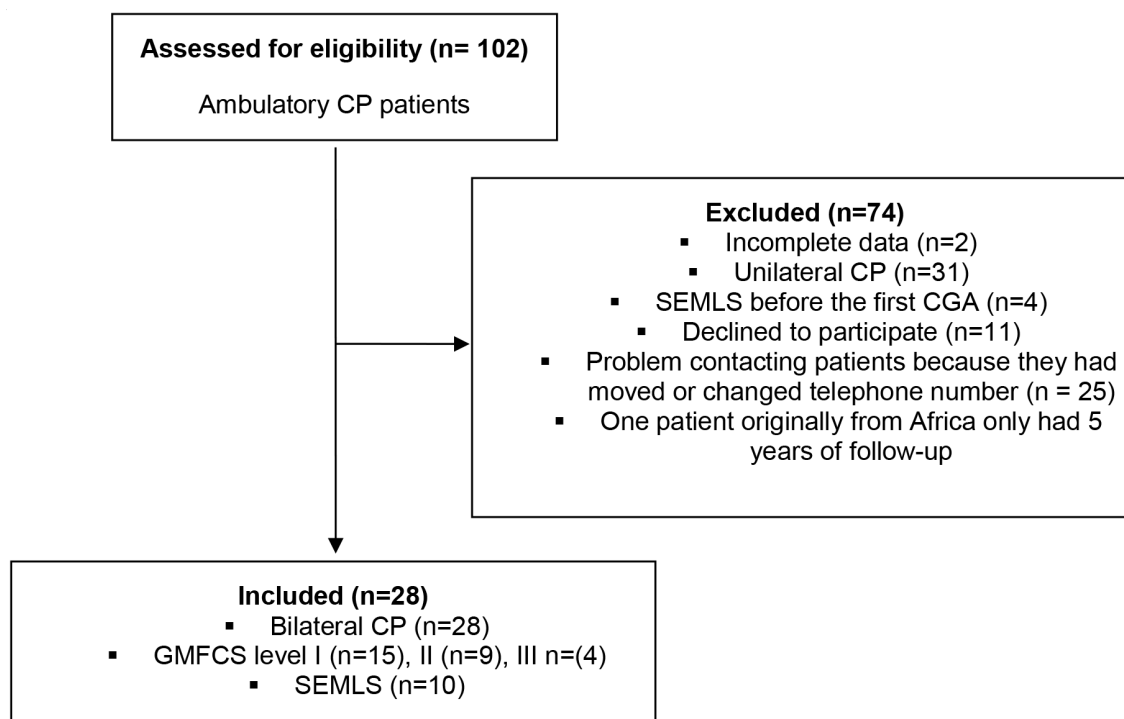 Assessed for eligibility (n= 102)
Ambulatory CP patients
Excluded (n=74)
▪ Incomplete data (n=2)
▪ Unilateral CP (n=31)
▪ SEMLS before the first CGA (n=4)
▪ Declined to participate (n=11)
▪ Problem contacting patients because they had
moved or changed telephone number (n = 25)
▪ One patient originally from Africa only had 5
years of follow-up
Included (n=28)
▪ Bilateral CP (n=28)
▪ GMFCS level I (n=15), II (n=9), III n=(4)
▪ SEMLS (n=10)